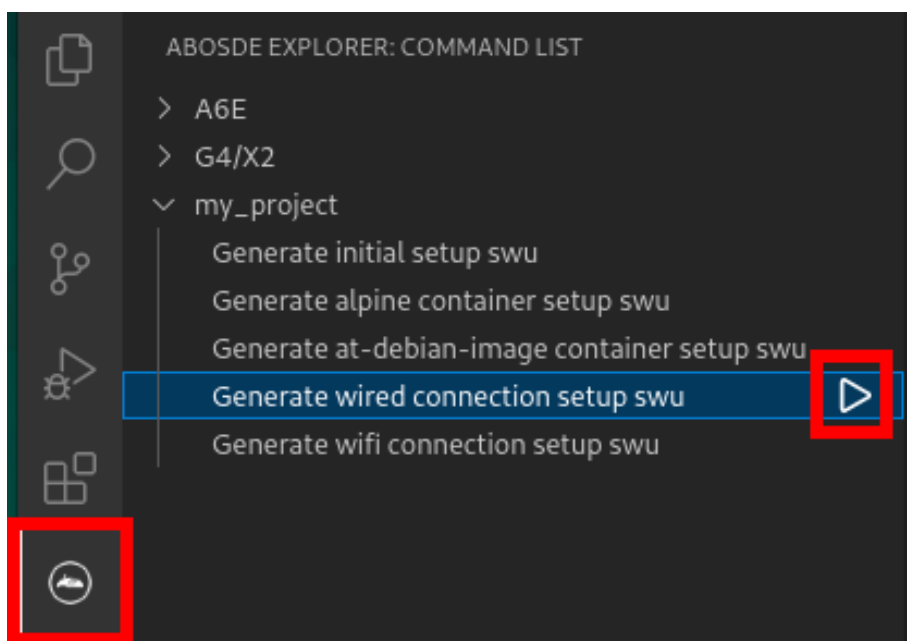 ABOSDE EXPLORER: COMMAND LIST
A6E
G4/X2
my_project
Generate initial setup swu
Generate alpine container setup swu
Generate at-debian-image container setup swu
Generate wired connection setup swu
Generate wifi connection setup swu